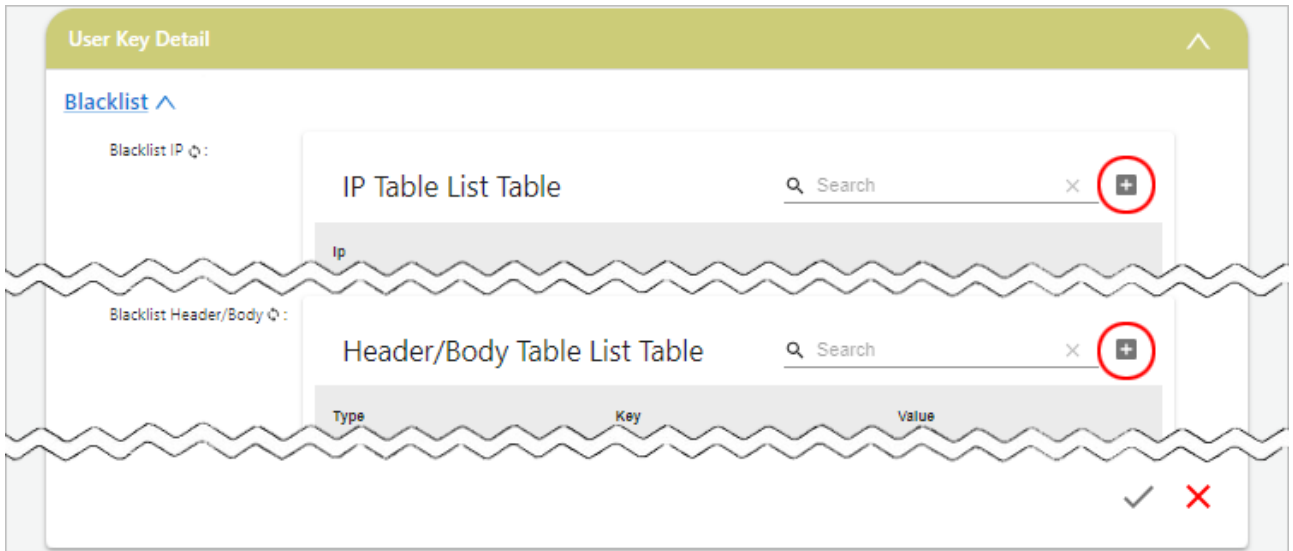 User Key Detail
Blacklist
Blacklist IP :
IP Table List Table
Search
Ip
Blacklist Header/Body :
Header/Body Table List Table
Search
Type Key Value